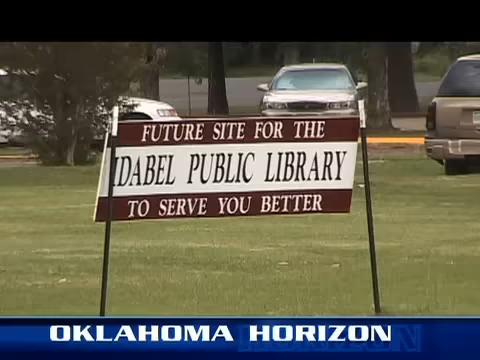 FUTURE SITE FOR THE
IDABEL PUBLIC LIBRARY
TO SERVE YOU BETTER
OKLAHOMA HORIZON